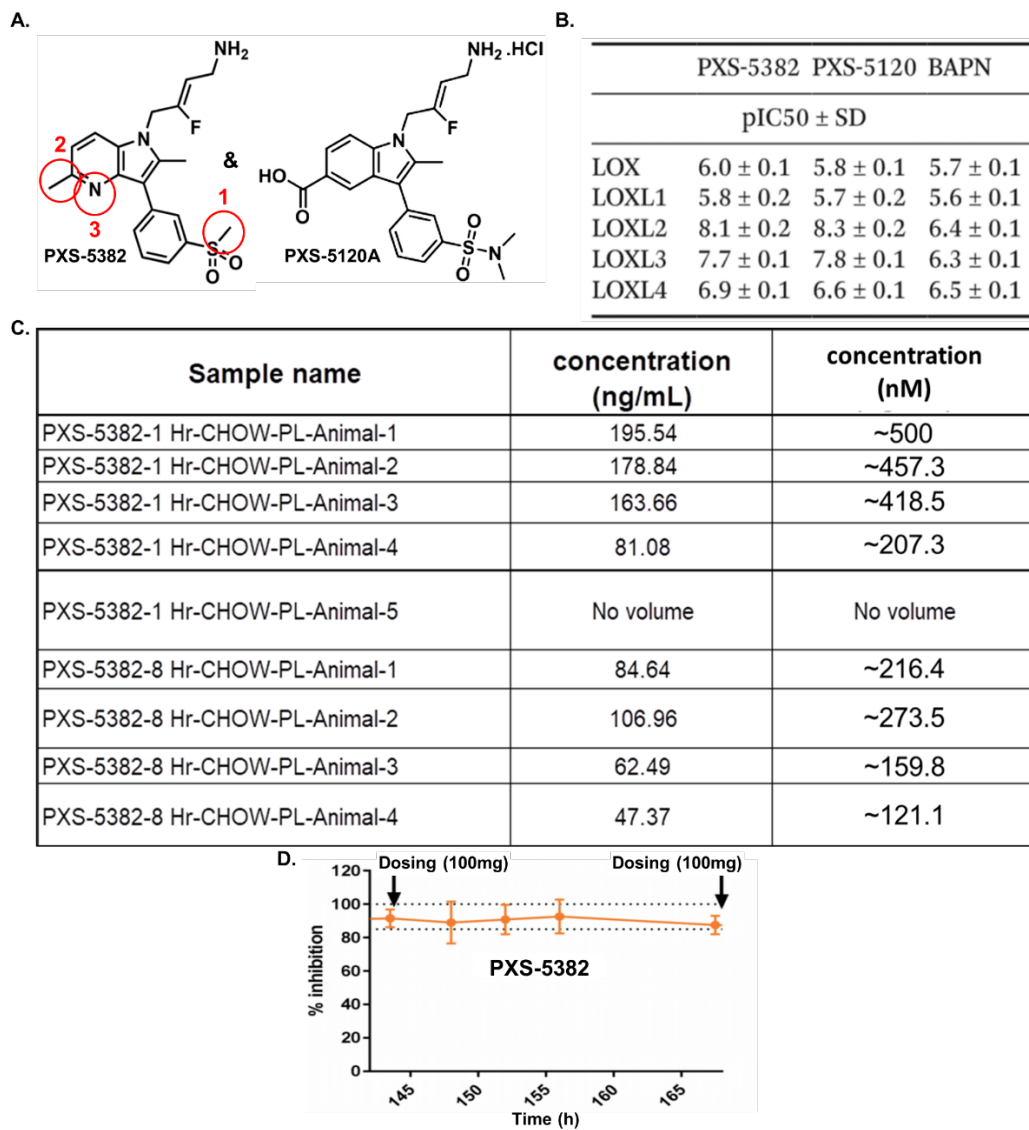 A.
NH2
F
N
2
N
3
1
S
O
O
PXS-5382
&
NH2 .HCl
F
N
HO
O
O
S
N
O
PXS-5120A
B.
PXS-5382 PXS-5120 BAPN
pIC50 ± SD
LOX 6.0 ± 0.1 5.8 ± 0.1 5.7 ± 0.1
LOXL1 5.8 ± 0.2 5.7 ± 0.2 5.6 ± 0.1
LOXL2 8.1 ± 0.2 8.3 ± 0.2 6.4 ± 0.1
LOXL3 7.7 ± 0.1 7.8 ± 0.1 6.3 ± 0.1
LOXL4 6.9 ± 0.1 6.6 ± 0.1 6.5 ± 0.1
C.
Sample name concentration (ng/mL) concentration (nM)
PXS-5382-1 Hr-CHOW-PL-Animal-1 195.54 ~500
PXS-5382-1 Hr-CHOW-PL-Animal-2 178.84 ~457.3
PXS-5382-1 Hr-CHOW-PL-Animal-3 163.66 ~418.5
PXS-5382-1 Hr-CHOW-PL-Animal-4 81.08 ~207.3
PXS-5382-1 Hr-CHOW-PL-Animal-5 No volume No volume
PXS-5382-8 Hr-CHOW-PL-Animal-1 84.64 ~216.4
PXS-5382-8 Hr-CHOW-PL-Animal-2 106.96 ~273.5
PXS-5382-8 Hr-CHOW-PL-Animal-3 62.49 ~159.8
PXS-5382-8 Hr-CHOW-PL-Animal-4 47.37 ~121.1
D.
Dosing (100mg) Dosing (100mg)
120
100
80
60
40
20
0
% inhibition
PXS-5382
145 150 155 160 165
Time (h)